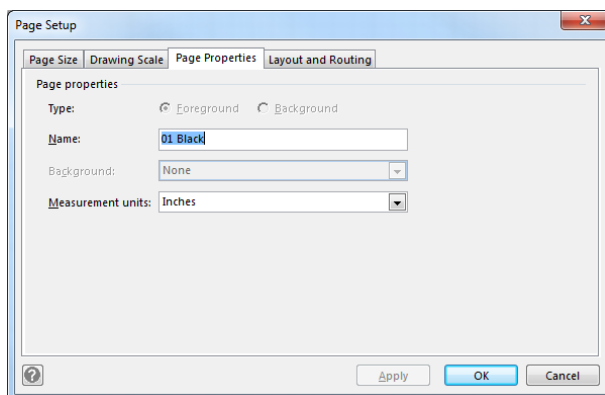 Page Setup
x
Page Size Drawing Scale Page Properties Layout and Routing
Page properties
Type: Foreground Background
Name: 01 Black
Background: None
Measurement units: Inches
? Apply OK Cancel